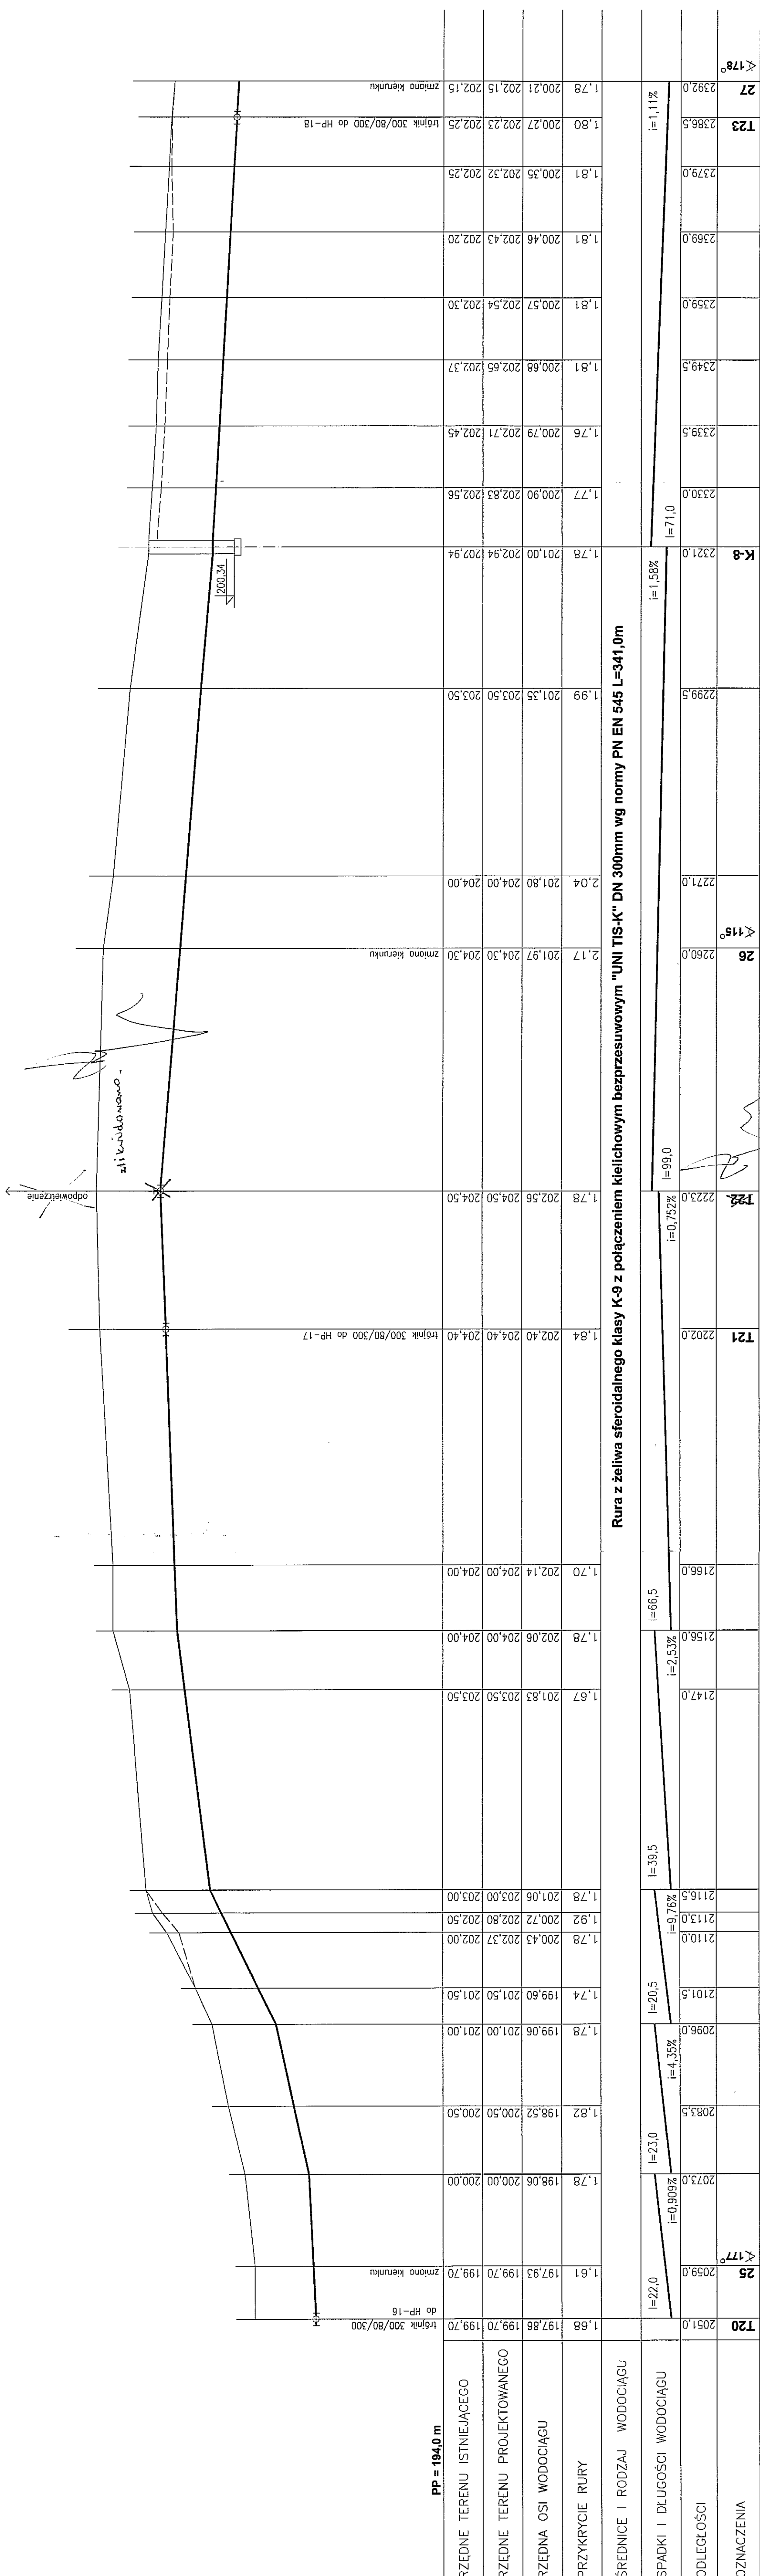 PP = 194,0 m
RZĘDNE TERENU ISTNIEJĄCEGO
199,70 199,70 200,00 200,50 201,00 201,50 202,00 202,50 203,00 203,50 204,00 204,00 204,40 204,50 204,30 204,00 203,50 202,94 202,56 202,45 202,37 202,30 202,20 202,25 202,25 202,15
RZĘDNE TERENU PROJEKTOWANEGO
199,70 199,70 200,00 200,50 201,00 201,50 202,37 202,80 203,00 203,50 204,00 204,00 204,40 204,50 204,30 204,00 203,50 202,94 202,83 202,71 202,65 202,54 202,43 202,32 202,23 202,15
RZĘDNA OSI WODOCIĄGU
197,86 197,93 198,06 198,52 199,06 199,60 200,43 200,72 201,06 201,83 202,06 202,14 202,40 202,56 201,97 201,80 201,35 201,00 200,90 200,79 200,68 200,57 200,46 200,35 200,27 200,21
PRZYKRYCIE RURY
1,68 1,61 1,78 1,82 1,78 1,74 1,78 1,92 1,78 1,67 1,78 1,70 1,84 1,78 2,17 2,04 1,99 1,78 1,77 1,76 1,81 1,81 1,81 1,81 1,80 1,78
ŚREDNICE I RODZAJ WODOCIĄGU
Rura z żeliwa sferoidalnego klasy K-9 z połączeniem kielichowym bezprzesuwowym "UNI TIS-K" DN 300mm wg normy PN EN 545 L=341,0m
SPADKI I DŁUGOŚCI WODOCIĄGU
l=22,0 i=0,909%
l=23,0 i=4,35%
l=20,5 i=9,76%
l=39,5 i=2,53%
l=66,5 i=0,752%
l=99,0 i=1,58%
l=71,0 i=1,11%
ODLEGŁOŚCI
2051,0 2059,0 2073,0 2083,5 2096,0 2101,5 2110,0 2113,0 2116,5 2147,0 2156,0 2166,0 2202,0 2223,0 2260,0 2271,0 2299,5 2321,0 2330,0 2339,5 2349,5 2359,0 2369,0 2379,0 2386,5 2392,0
OZNACZENIA
T20 25 ∢177° T21 T22 26 ∢115° K-8 T23 27 ∢178°
trójnik 300/80/300
do HP-16
zmiana kierunku
trójnik 300/80/300 do HP-17
odpowietrzenie
zlikwidowano.
zmiana kierunku
200,34
trójnik 300/80/300 do HP-18
zmiana kierunku